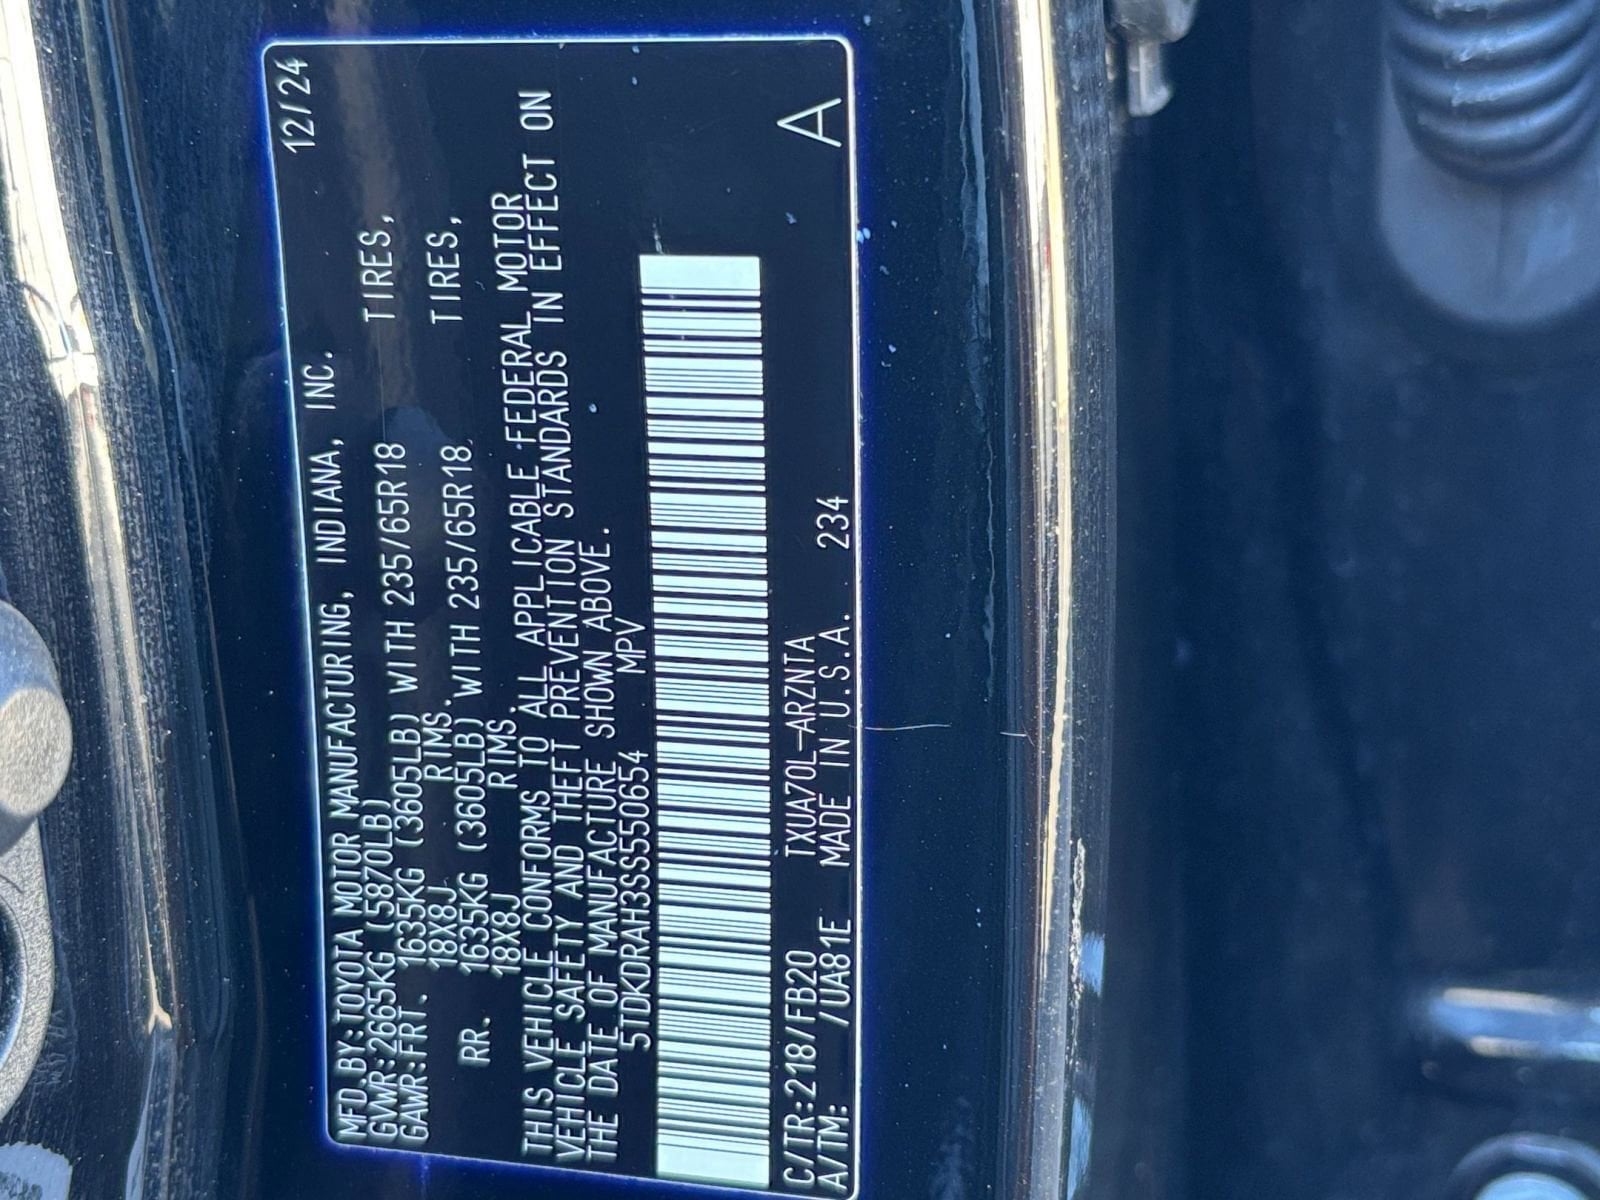 MFD.BY:TOYOTA MOTOR MANUFACTURING, INDIANA, INC. 12/24
GVWR:2665KG (5870LB)
GAWR:FRT. 1635KG (3605LB) WITH 235/65R18 TIRES,
18X8J RIMS.
RR. 1635KG (3605LB) WITH 235/65R18 TIRES,
18X8J RIMS.
THIS VEHICLE CONFORMS TO ALL APPLICABLE FEDERAL MOTOR
VEHICLE SAFETY AND THEFT PREVENTION STANDARDS IN EFFECT ON
THE DATE OF MANUFACTURE SHOWN ABOVE.
5TDKDRAH3SS550654 MPV
C/TR:218/FB20 TXUA70L-ARZNTA A
A/TM: /UA81E MADE IN U.S.A. 234